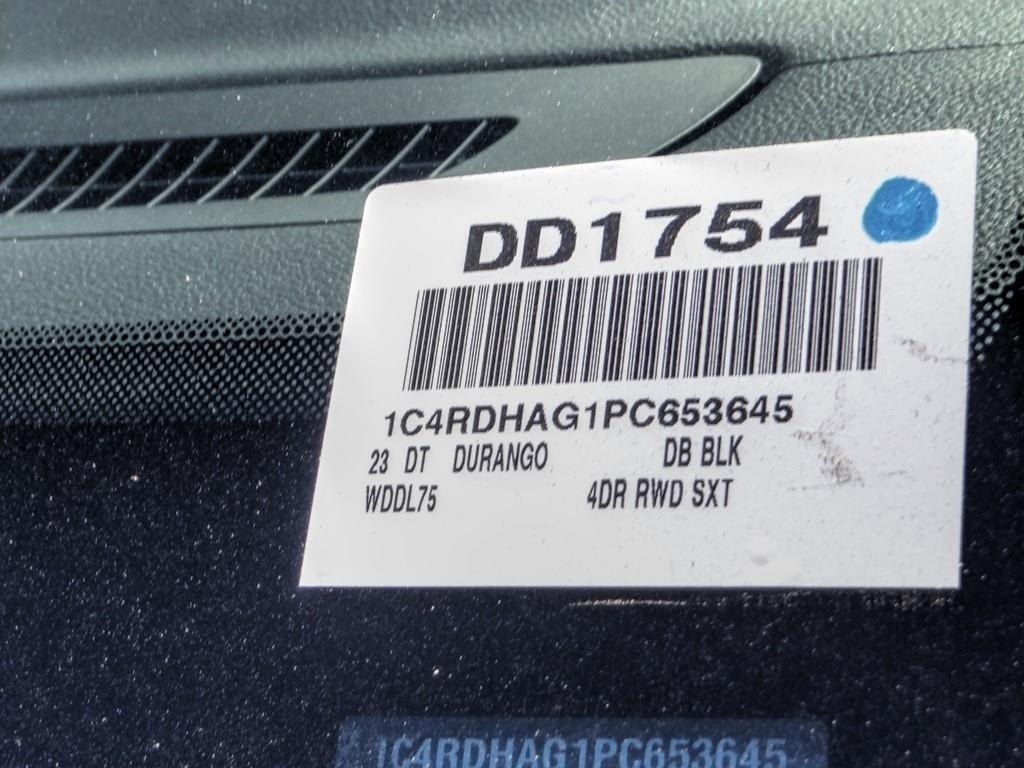 DD1754
1C4RDHAG1PC653645
23 DT DURANGO DB BLK
WDDL75 4DR RWD SXT
1C4RDHAG1PC653645